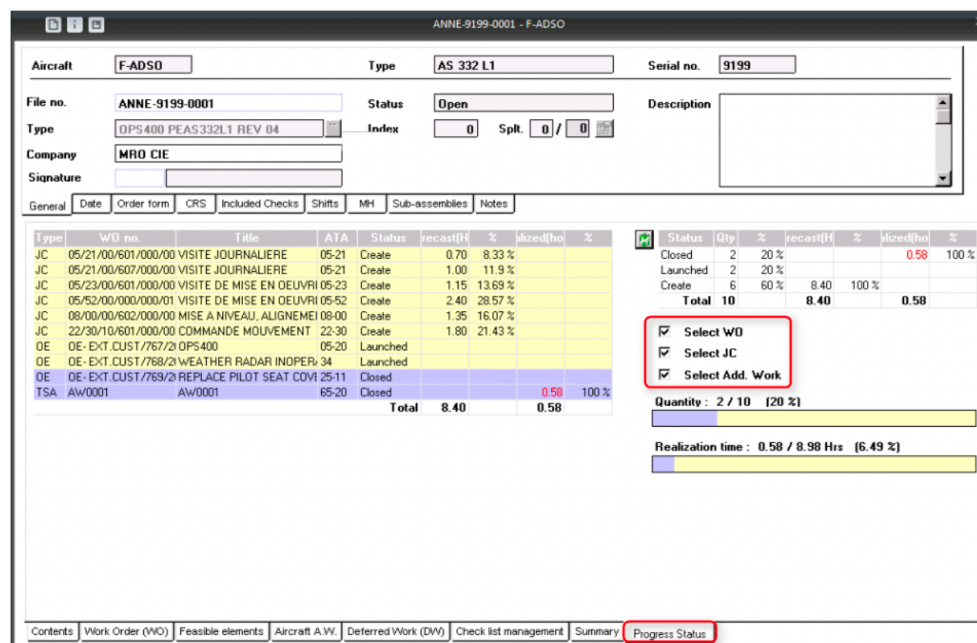 ANNE-9199-0001 - F-ADSO
Aircraft F-ADSO Type AS 332 L1 Serial no. 9199
File no. ANNE-9199-0001 Status Open Description
Type OPS400 PEAS332L1 REV 04 Index 0 Splt. 0 / 0
Company MRO CIE
Signature
General Date Order form CRS Included Checks Shifts MH Sub-assemblies Notes
Type WO no. Title ATA Status recast(H % lized(ho %
JC 05/21/00/601/000/00 VISITE JOURNALIERE 05-21 Create 0.70 8.33 %
JC 05/21/00/607/000/00 VISITE JOURNALIERE 05-21 Create 1.00 11.9 %
JC 05/23/00/601/000/00 VISITE DE MISE EN OEUVRI 05-23 Create 1.15 13.69 %
JC 05/52/00/000/000/01 VISITE DE MISE EN OEUVRI 05-52 Create 2.40 28.57 %
JC 08/00/00/602/000/00 MISE A NIVEAU, ALIGNEMEI 08-00 Create 1.35 16.07 %
JC 22/30/10/601/000/00 COMMANDE MOUVEMENT 22-30 Create 1.80 21.43 %
OE OE- EXT.CUST/767/2 OPS400 05-20 Launched
OE OE- EXT.CUST/768/2 WEATHER RADAR INOPER 34 Launched
OE OE- EXT.CUST/769/2 REPLACE PILOT SEAT COVE 25-11 Closed
TSA AW0001 AW0001 65-20 Closed 0.58 100 %
Total 8.40 0.58
Status Qty % recast(H % lized(ho %
Closed 2 20 % 0.58 100 %
Launched 2 20 %
Create 6 60 % 8.40 100 %
Total 10 8.40 0.58
Select WO
Select JC
Select Add. Work
Quantity : 2 / 10 (20 %)
Realization time : 0.58 / 8.98 Hrs (6.49 %)
Contents Work Order (WO) Feasible elements Aircraft A.W. Deferred Work (DW) Check list management Summary Progress Status